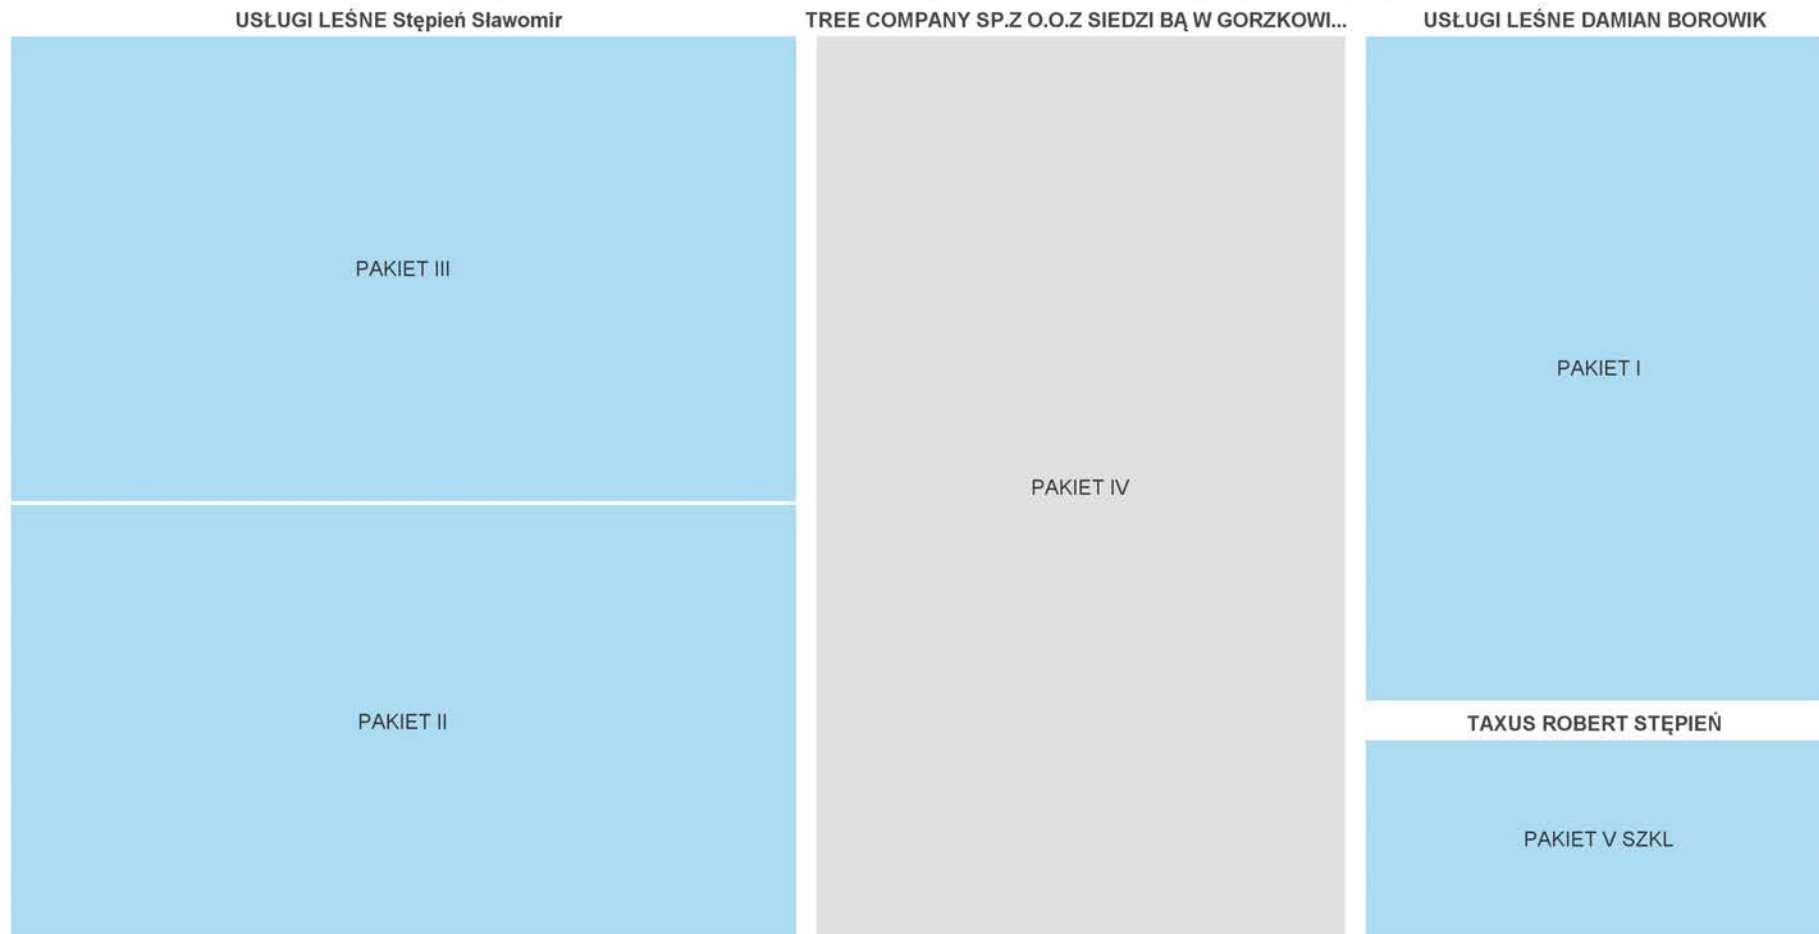 USŁUGI LEŚNE Stępień Sławomir
TREE COMPANY SP.Z O.O.Z SIEDZI BĄ W GORZKOWI...
USŁUGI LEŚNE DAMIAN BOROWIK
PAKIET III
PAKIET II
PAKIET IV
PAKIET I
TAXUS ROBERT STĘPIEŃ
PAKIET V SZKL